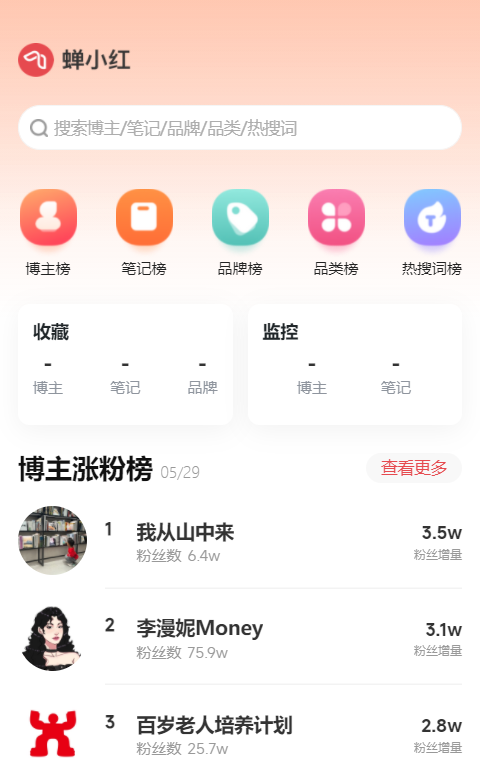 蝉小红
搜索博主/笔记/品牌/品类/热搜词
博主榜 笔记榜 品牌榜 品类榜 热搜词榜
收藏 监控
- - - - -
博主 笔记 品牌 博主 笔记
博主涨粉榜 05/29 查看更多
1 我从山中来 3.5w
粉丝数 6.4w 粉丝增量
2 李漫妮Money 3.1w
粉丝数 75.9w 粉丝增量
3 百岁老人培养计划 2.8w
粉丝数 25.7w 粉丝增量